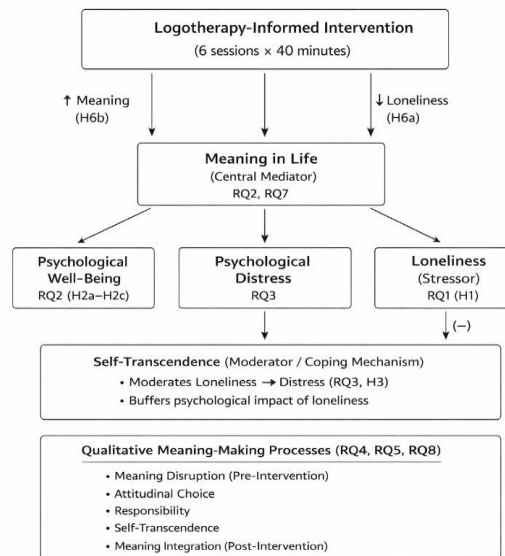 Logotherapy-Informed Intervention
(6 sessions × 40 minutes)
↑ Meaning
(H6b)
↓ Loneliness
(H6a)
Meaning in Life
(Central Mediator)
RQ2, RQ7
Psychological
Well-Being
RQ2 (H2a–H2c)
Psychological
Distress
RQ3
Loneliness
(Stressor)
RQ1 (H1)
(−)
Self-Transcendence (Moderator / Coping Mechanism)
• Moderates Loneliness → Distress (RQ3, H3)
• Buffers psychological impact of loneliness
Qualitative Meaning-Making Processes (RQ4, RQ5, RQ8)
• Meaning Disruption (Pre-Intervention)
• Attitudinal Choice
• Responsibility
• Self-Transcendence
• Meaning Integration (Post-Intervention)